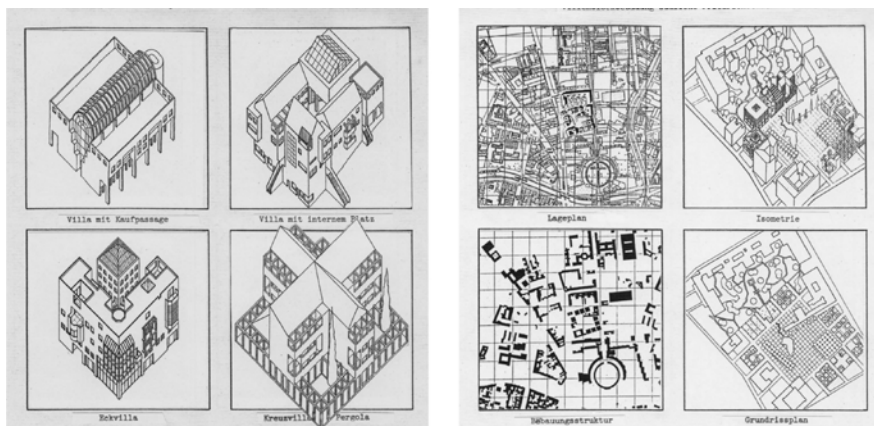 Villa mit Kaufpassage
Villa mit internem Platz
Eckvilla
Kreuzvilla Pergola
Lageplan
Isometrie
Bebauungsstruktur
Grundrissplan